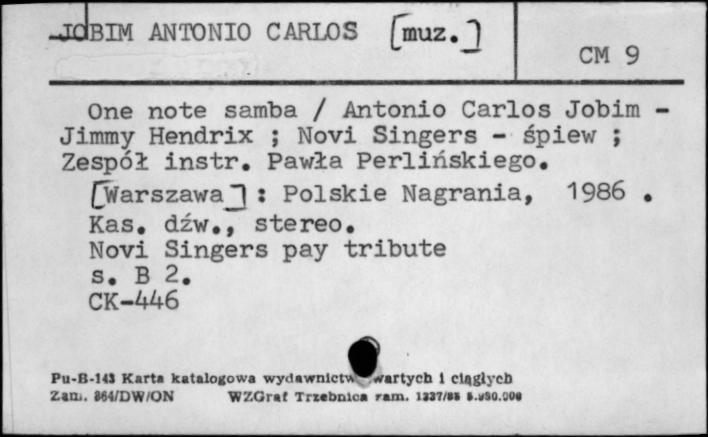 JOBIM ANTONIO CARLOS [muz.]
CM 9
One note samba / Antonio Carlos Jobim -
Jimmy Hendrix ; Novi Singers - śpiew ;
Zespół instr. Pawła Perlińskiego.
[Warszawa] : Polskie Nagrania, 1986 .
Kas. dźw., stereo.
Novi Singers pay tribute
s. B 2.
CK-446
Pu-B-143 Karta katalogowa wydawnictw wartych i ciągłych
Zam. 864/DW/ON WZGraf Trzebnica zam. 1337/85 5.950.000